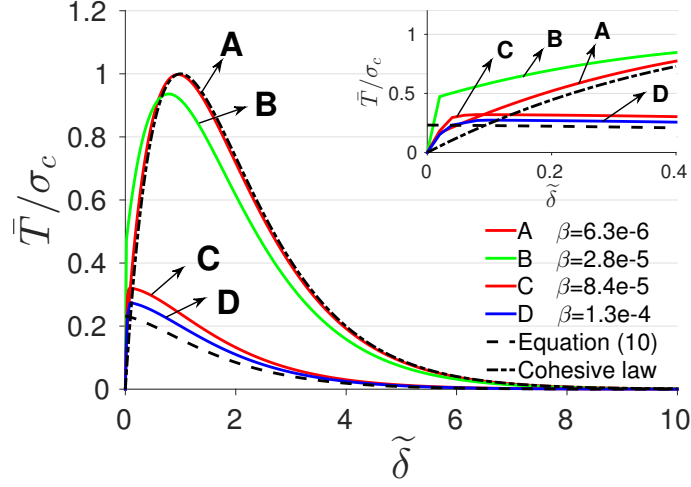 1.2
1
0.8
0.6
0.4
0.2
0
T̄/σ_c
0 2 4 6 8 10
δ̃
A
B
C
D
1
0.5
0
T̄/σ_c
0 0.2 0.4
δ̃
C B A
D
A β=6.3e-6
B β=2.8e-5
C β=8.4e-5
D β=1.3e-4
Equation (10)
Cohesive law